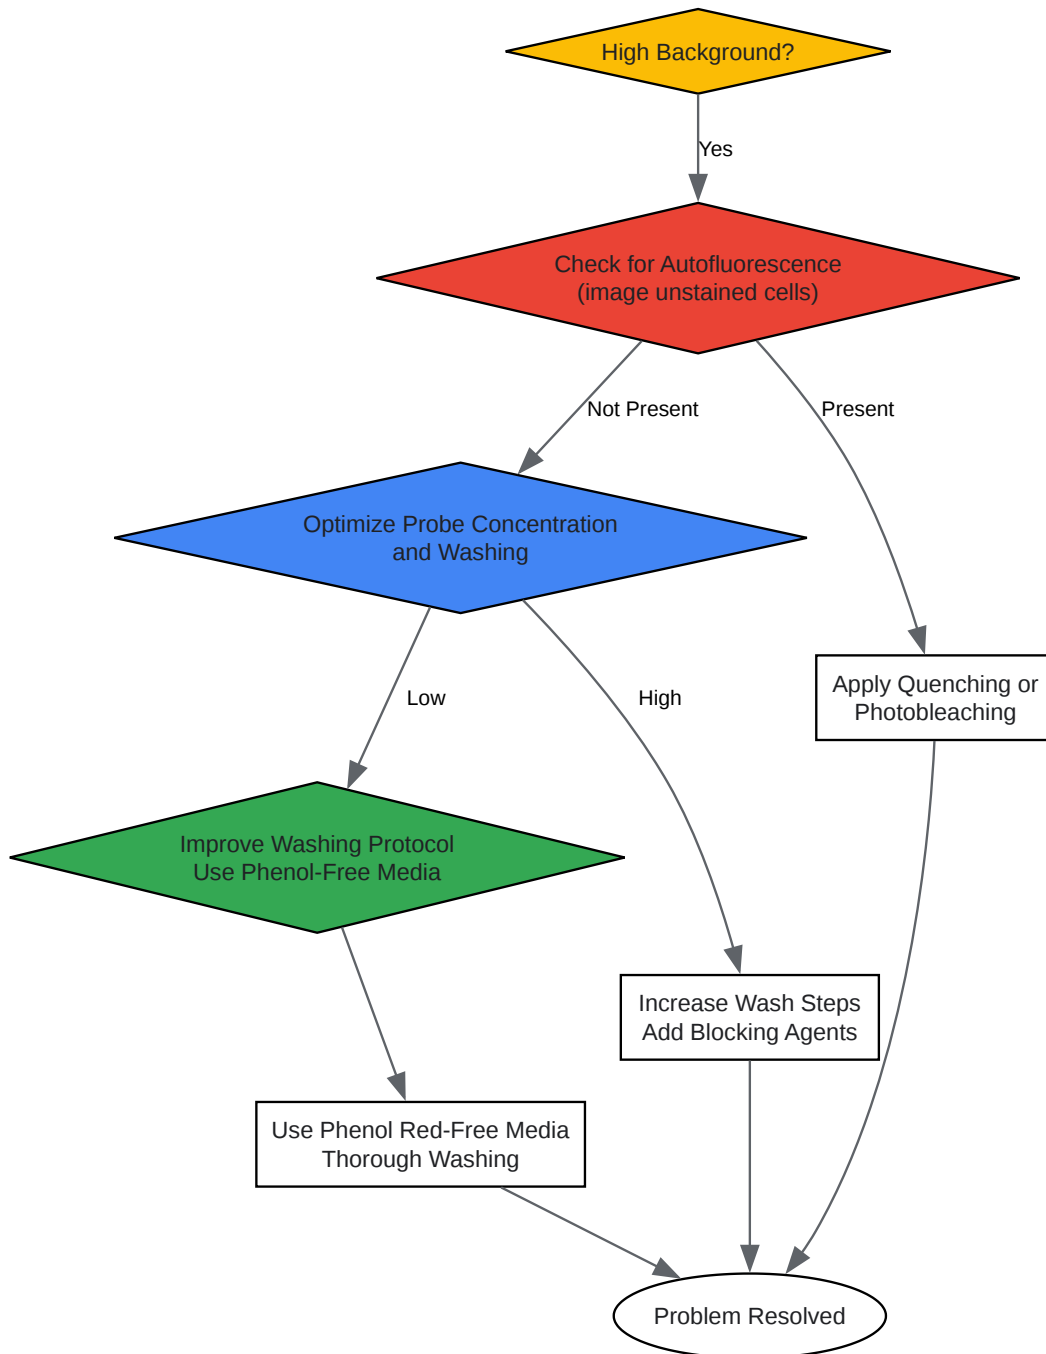 High Background?
Yes
Check for Autofluorescence
(image unstained cells)
Not Present
Present
Optimize Probe Concentration
and Washing
Low
High
Apply Quenching or
Photobleaching
Improve Washing Protocol
Use Phenol-Free Media
Increase Wash Steps
Add Blocking Agents
Use Phenol Red-Free Media
Thorough Washing
Problem Resolved